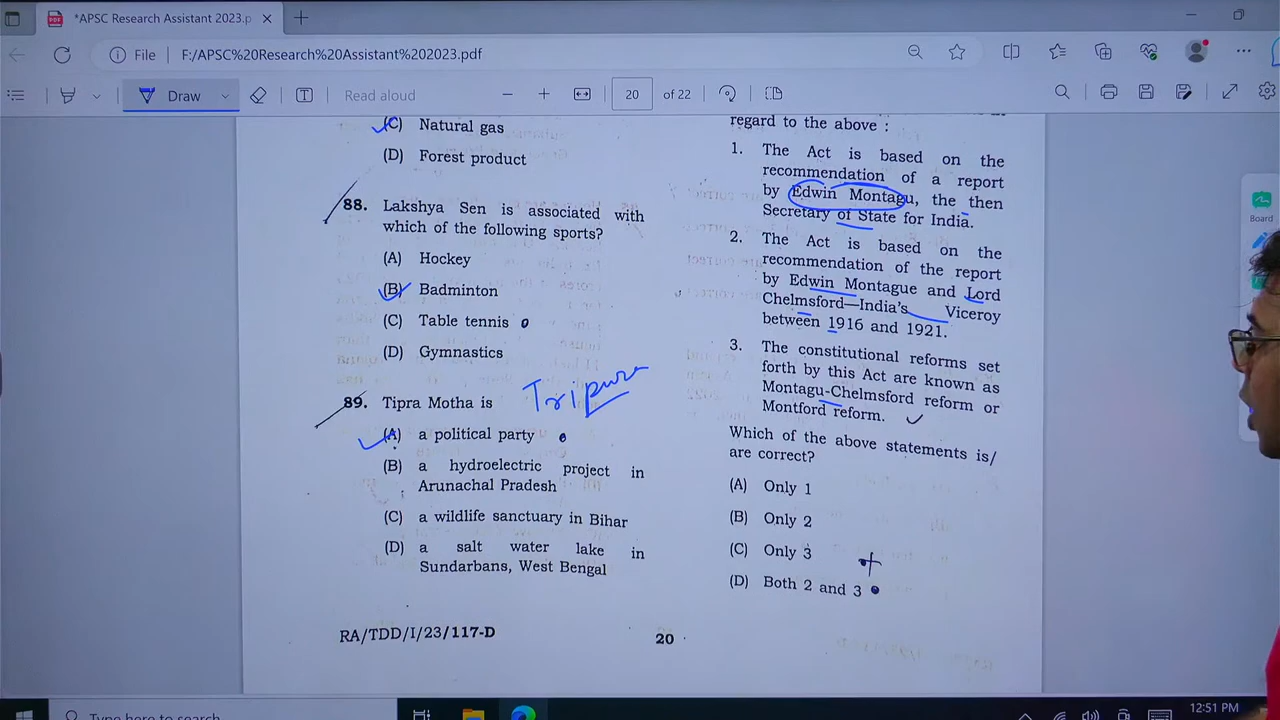 *APSC Research Assistant 2023.p
File
F:/APSC%20Research%20Assistant%202023.pdf
Draw
Read aloud
20
of 22
(C) Natural gas
(D) Forest product
88. Lakshya Sen is associated with
which of the following sports?
(A) Hockey
(B) Badminton
(C) Table tennis
(D) Gymnastics
Tripura
89. Tipra Motha is
(A) a political party
(B) a hydroelectric project in
Arunachal Pradesh
(C) a wildlife sanctuary in Bihar
(D) a salt water lake in
Sundarbans, West Bengal
regard to the above :
1. The Act is based on the
recommendation of a report
by Edwin Montagu, the then
Secretary of State for India.
2. The Act is based on the
recommendation of the report
by Edwin Montague and Lord
Chelmsford—India's Viceroy
between 1916 and 1921.
3. The constitutional reforms set
forth by this Act are known as
Montagu-Chelmsford reform or
Montford reform.
Which of the above statements is/
are correct?
(A) Only 1
(B) Only 2
(C) Only 3
(D) Both 2 and 3
RA/TDD/I/23/117-D
20
Board
Type here to search
12:51 PM